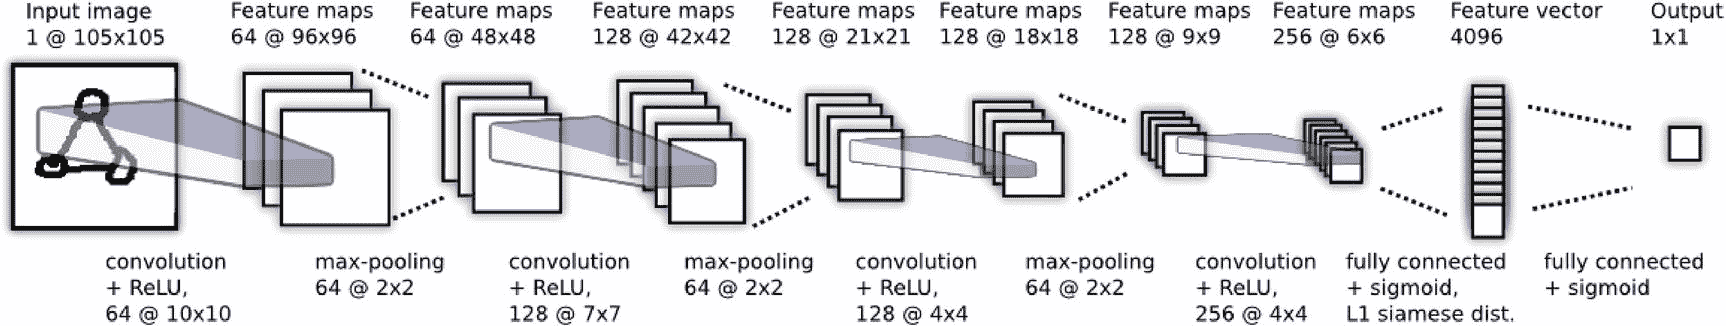 Input image
1 @ 105x105
Feature maps
64 @ 96x96
Feature maps
64 @ 48x48
Feature maps
128 @ 42x42
Feature maps
128 @ 21x21
Feature maps
128 @ 18x18
Feature maps
128 @ 9x9
Feature maps
256 @ 6x6
Feature vector
4096
Output
1x1
convolution
+ ReLU,
64 @ 10x10
max-pooling
64 @ 2x2
convolution
+ ReLU,
128 @ 7x7
max-pooling
64 @ 2x2
convolution
+ ReLU,
128 @ 4x4
max-pooling
64 @ 2x2
convolution
+ ReLU,
256 @ 4x4
fully connected
+ sigmoid,
L1 siamese dist.
fully connected
+ sigmoid